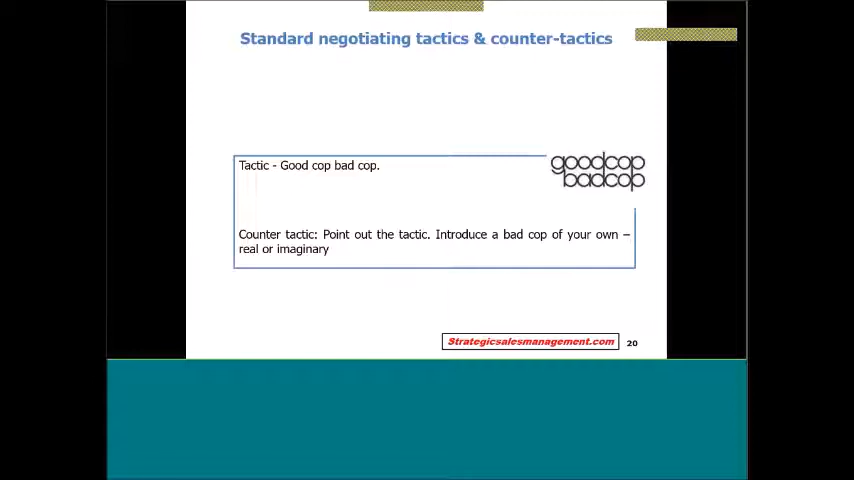 Standard negotiating tactics & counter-tactics
Tactic - Good cop bad cop.
goodcop
badcop
Counter tactic: Point out the tactic. Introduce a bad cop of your own –
real or imaginary
Strategicsalesmanagement.com
20